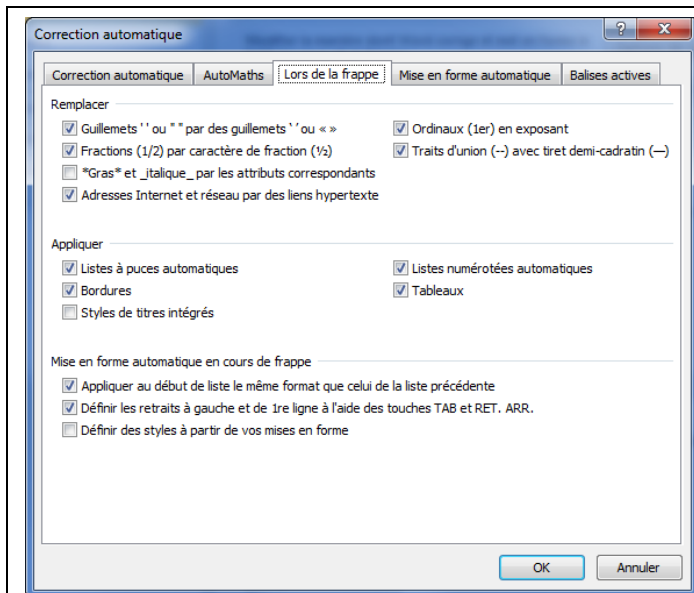 Correction automatique
Correction automatique AutoMaths Lors de la frappe Mise en forme automatique Balises actives
Remplacer
Guillemets ' ' ou " " par des guillemets ‘ ’ ou « » Ordinaux (1er) en exposant
Fractions (1/2) par caractère de fraction (½) Traits d'union (--) avec tiret demi-cadratin (—)
*Gras* et _italique_ par les attributs correspondants
Adresses Internet et réseau par des liens hypertexte
Appliquer
Listes à puces automatiques Listes numérotées automatiques
Bordures Tableaux
Styles de titres intégrés
Mise en forme automatique en cours de frappe
Appliquer au début de liste le même format que celui de la liste précédente
Définir les retraits à gauche et de 1re ligne à l'aide des touches TAB et RET. ARR.
Définir des styles à partir de vos mises en forme
OK Annuler